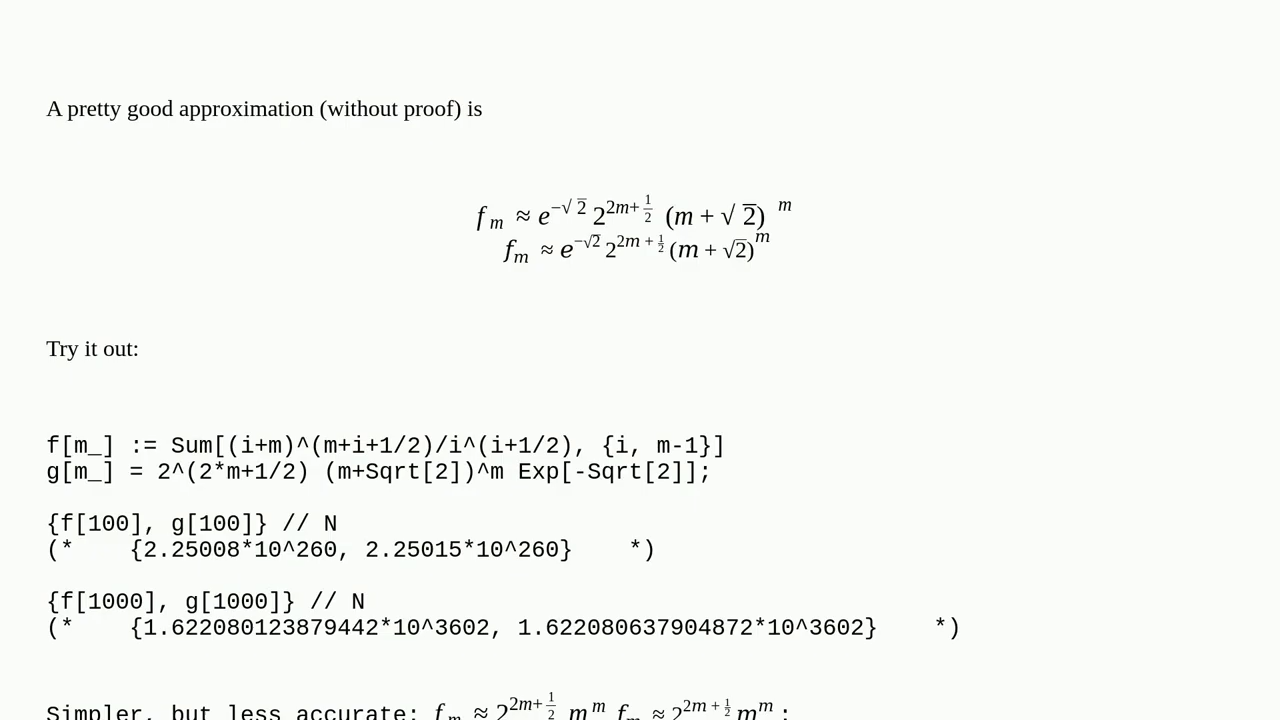 A pretty good approximation (without proof) is
f m ≈ e^{−√2} 2^{2m+1/2} (m + √2)^m
f_m ≈ e^{−√2} 2^{2m+1/2} (m + √2)^m
Try it out:
f[m_] := Sum[(i+m)^(m+i+1/2)/i^(i+1/2), {i, m-1}]
g[m_] = 2^(2*m+1/2) (m+Sqrt[2])^m Exp[-Sqrt[2]];
{f[100], g[100]} // N
(*    {2.25008*10^260, 2.25015*10^260}    *)
{f[1000], g[1000]} // N
(*    {1.622080123879442*10^3602, 1.622080637904872*10^3602}    *)
Simpler, but less accurate: f m ≈ 2^{2m+1/2} m^m f_m ≈ 2^{2m+1/2} m^m :